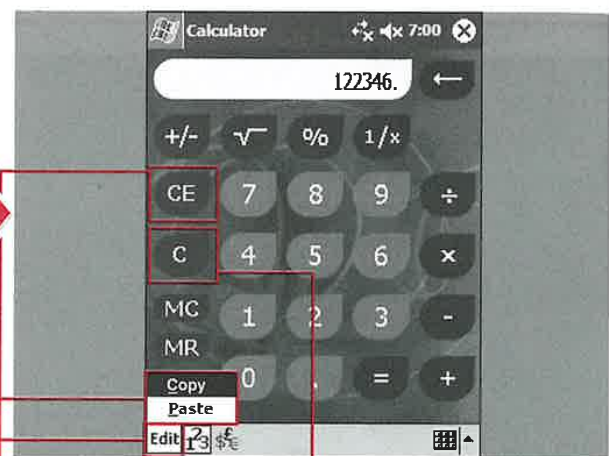 Calculator 7:00
122346.
+/- √ % 1/x
CE 7 8 9 ÷
C 4 5 6 ×
MC 1 2 3 -
MR
Copy 0 . = +
Paste
Edit 123 $£€